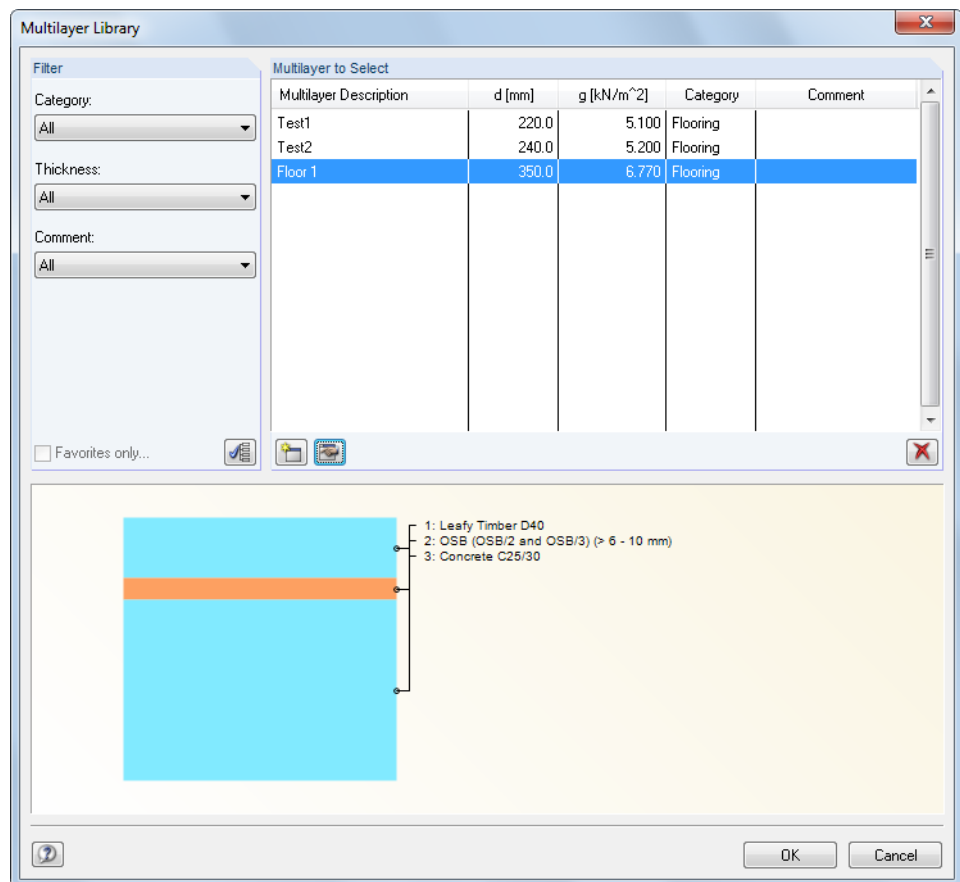 Multilayer Library
Filter
Category:
All
Thickness:
All
Comment:
All
Favorites only...
Multilayer to Select
Multilayer Description d [mm] g [kN/m^2] Category Comment
Test1 220.0 5.100 Flooring
Test2 240.0 5.200 Flooring
Floor 1 350.0 6.770 Flooring
1: Leafy Timber D40
2: OSB (OSB/2 and OSB/3) (> 6 - 10 mm)
3: Concrete C25/30
OK Cancel